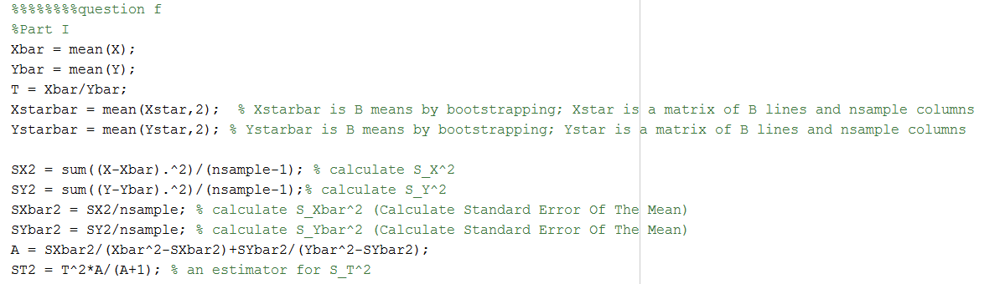 %%%%%%%%question f
%Part I
Xbar = mean(X);
Ybar = mean(Y);
T = Xbar/Ybar;
Xstarbar = mean(Xstar,2);  % Xstarbar is B means by bootstrapping; Xstar is a matrix of B lines and nsample columns
Ystarbar = mean(Ystar,2); % Ystarbar is B means by bootstrapping; Ystar is a matrix of B lines and nsample columns
SX2 = sum((X-Xbar).^2)/(nsample-1); % calculate S_X^2
SY2 = sum((Y-Ybar).^2)/(nsample-1);% calculate S_Y^2
SXbar2 = SX2/nsample; % calculate S_Xbar^2 (Calculate Standard Error Of The Mean)
SYbar2 = SY2/nsample; % calculate S_Ybar^2 (Calculate Standard Error Of The Mean)
A = SXbar2/(Xbar^2-SXbar2)+SYbar2/(Ybar^2-SYbar2);
ST2 = T^2*A/(A+1); % an estimator for S_T^2